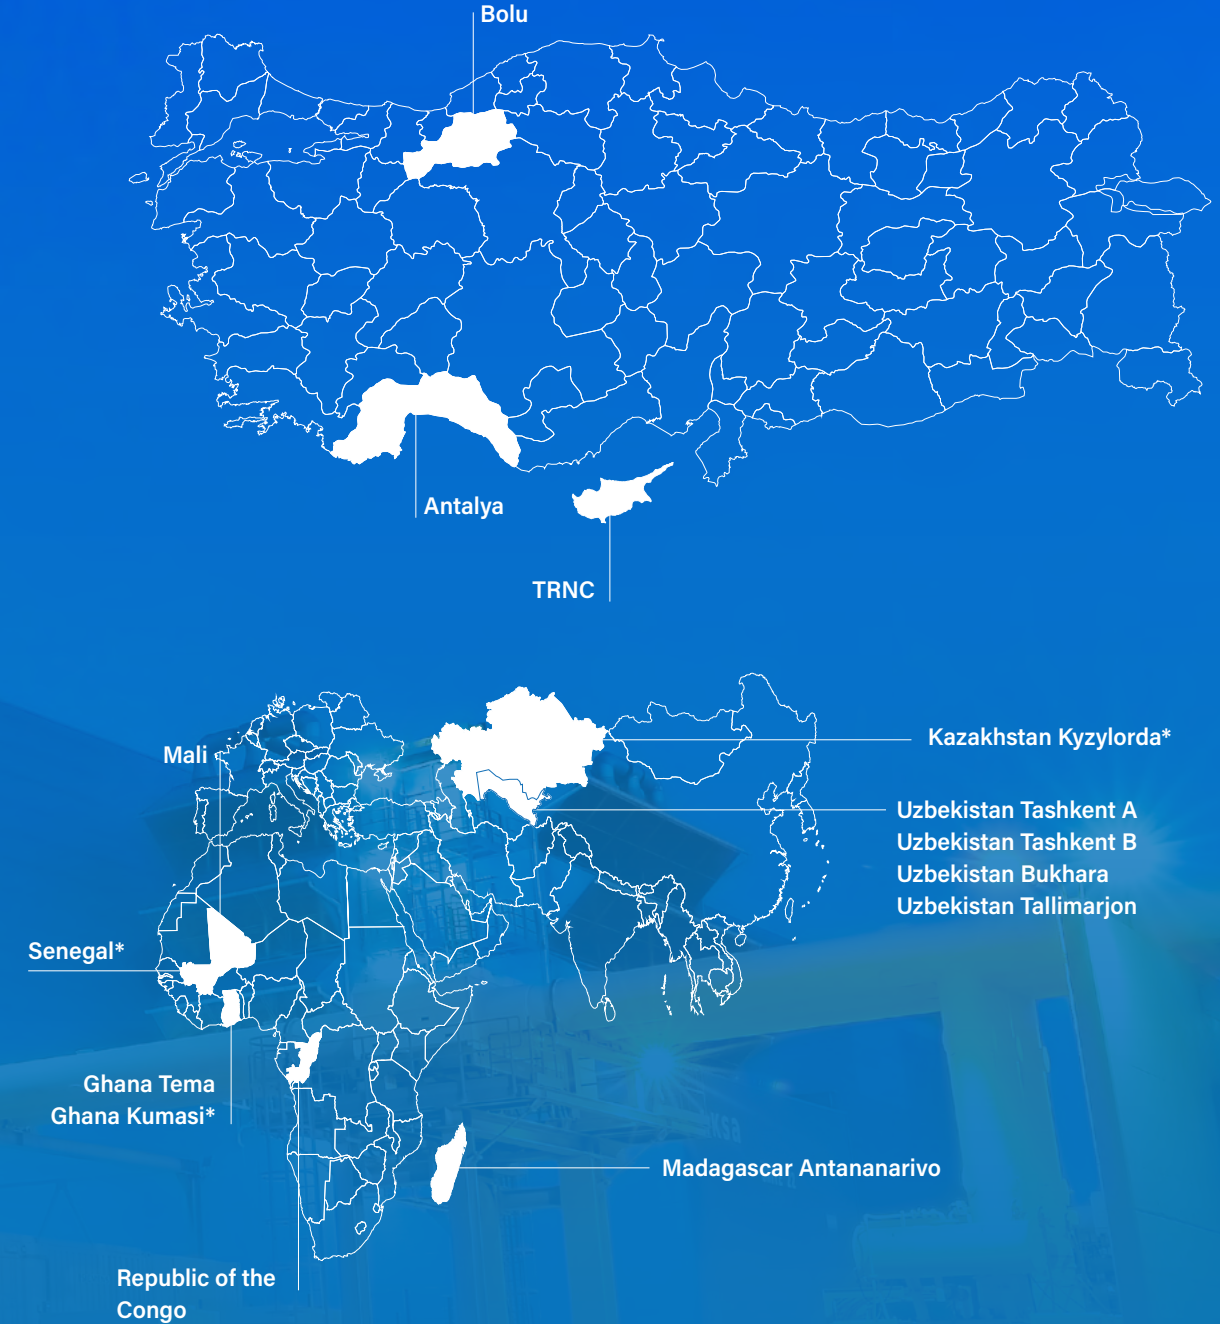 Bolu
Antalya
TRNC
Mali
Kazakhstan Kyzylorda*
Uzbekistan Tashkent A
Uzbekistan Tashkent B
Uzbekistan Bukhara
Uzbekistan Tallimarjon
Senegal*
Ghana Tema
Ghana Kumasi*
Madagascar Antananarivo
Republic of the
Congo